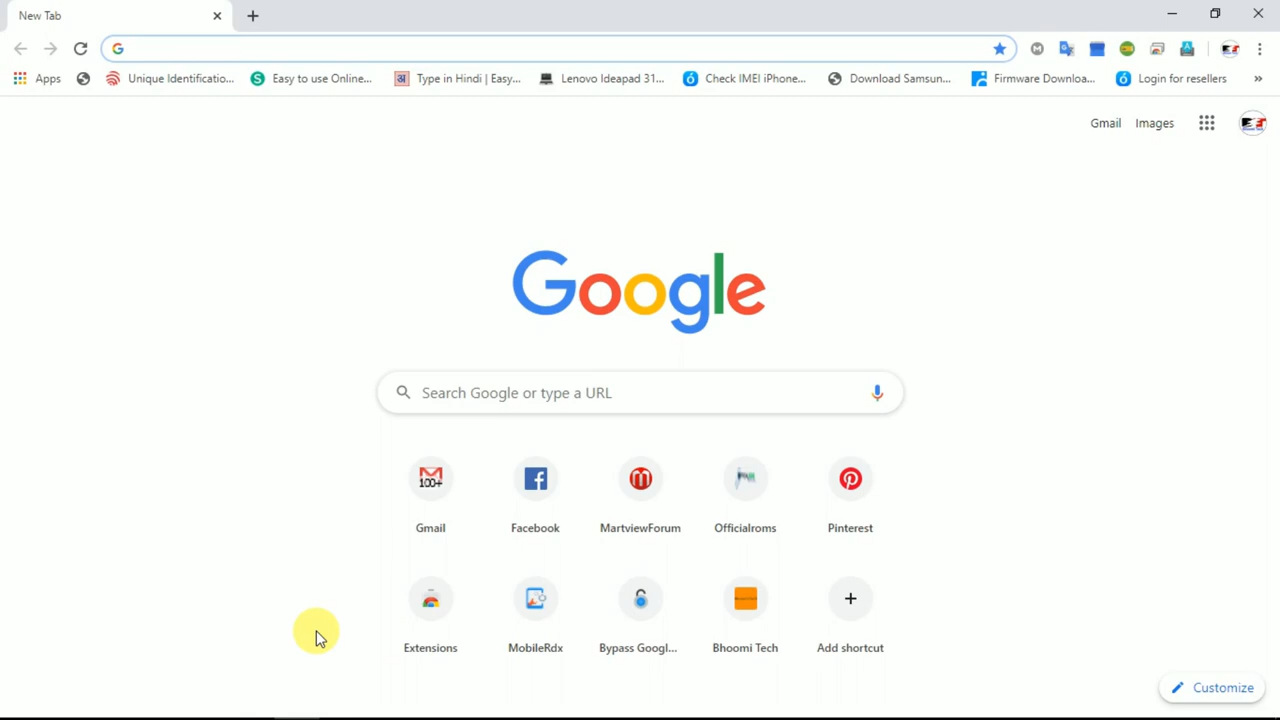 New Tab
Apps Unique Identificatio... Easy to use Online... अ Type in Hindi | Easy... Lenovo Ideapad 31... Check IMEI iPhone... Download Samsun... Firmware Downloa... Login for resellers »
Gmail Images
Google
Search Google or type a URL
100+
Gmail Facebook MartviewForum Officialroms Pinterest
Extensions MobileRdx Bypass Googl... Bhoomi Tech Add shortcut
Customize